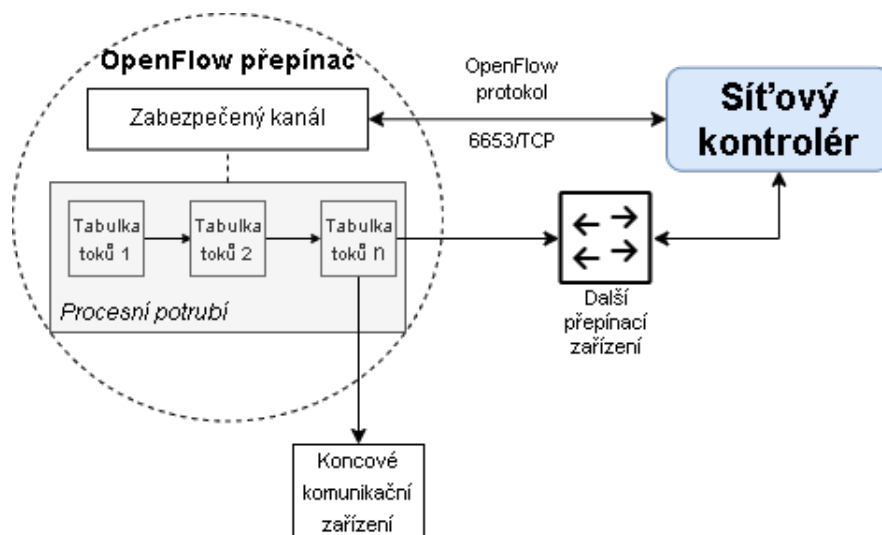 OpenFlow přepínač
Zabezpečený kanál
OpenFlow
protokol
6653/TCP
Síťový
kontrolér
Tabulka
toků 1
Tabulka
toků 2
Tabulka
toků n
Procesní potrubí
Další
přepínací
zařízení
Koncové
komunikační
zařízení